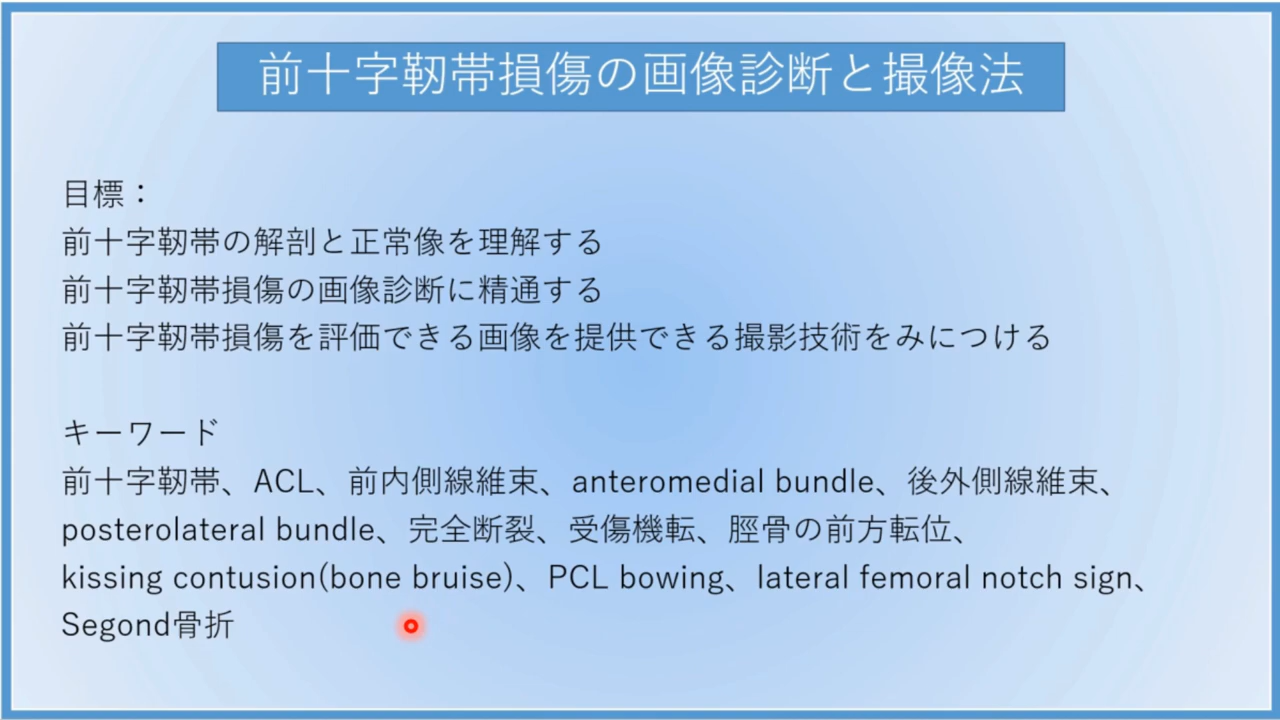 前十字靭帯損傷の画像診断と撮像法
目標：
前十字靭帯の解剖と正常像を理解する
前十字靭帯損傷の画像診断に精通する
前十字靭帯損傷を評価できる画像を提供できる撮影技術をみにつける
キーワード
前十字靭帯、ACL、前内側線維束、anteromedial bundle、後外側線維束、
posterolateral bundle、完全断裂、受傷機転、脛骨の前方転位、
kissing contusion(bone bruise)、PCL bowing、lateral femoral notch sign、
Segond骨折